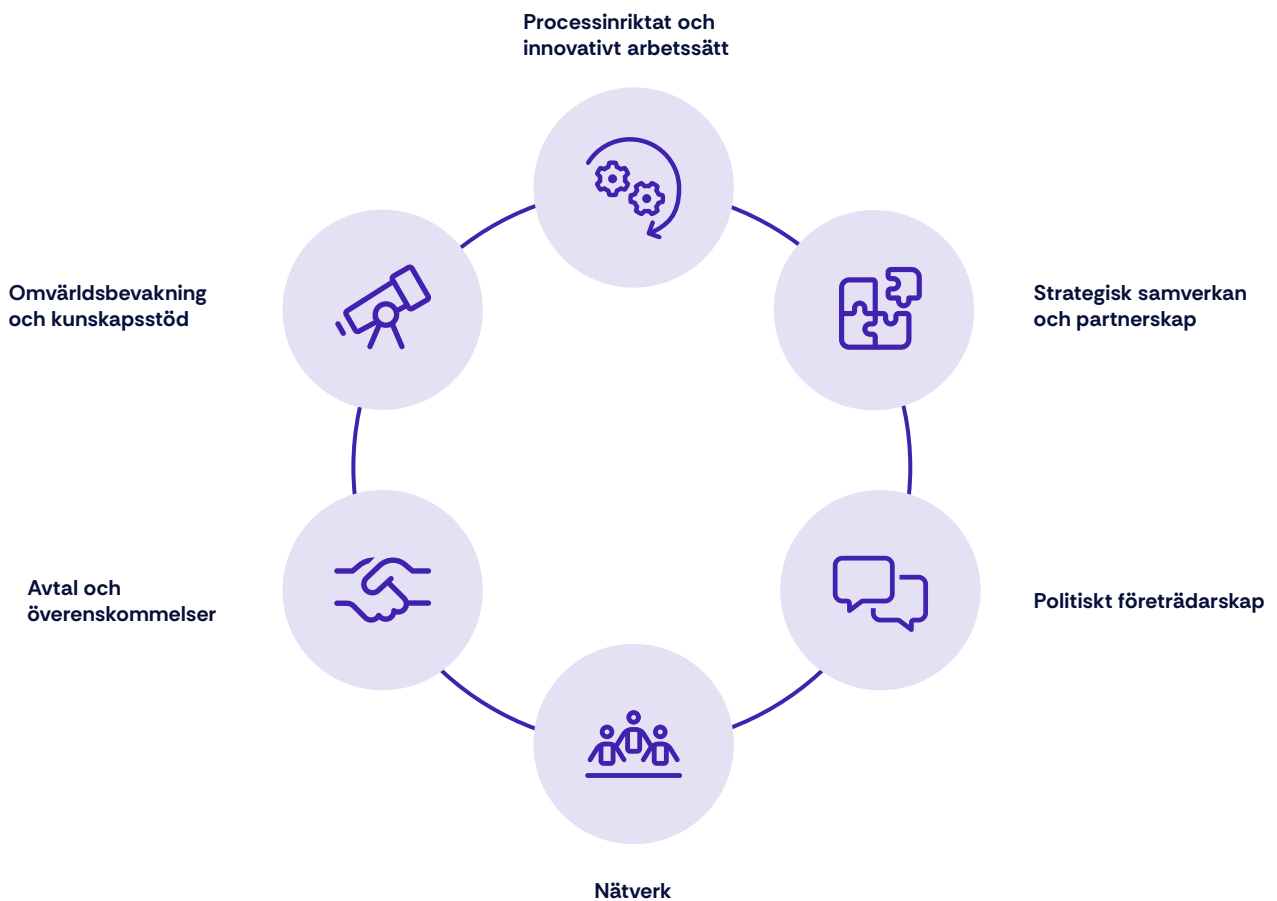 Processinriktat och
innovativt arbetssätt
Omvärldsbevakning
och kunskapsstöd
Strategisk samverkan
och partnerskap
Avtal och
överenskommelser
Politiskt företrädarskap
Nätverk